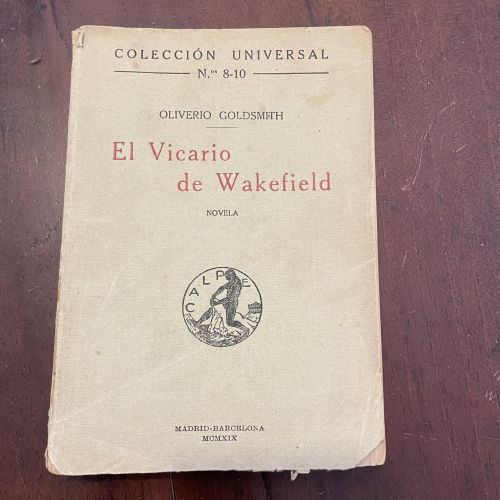 COLECCIÓN UNIVERSAL
N.ºˢ 8-10
OLIVERIO GOLDSMITH
El Vicario
de Wakefield
NOVELA
CALPE
MADRID-BARCELONA
MCMXIX